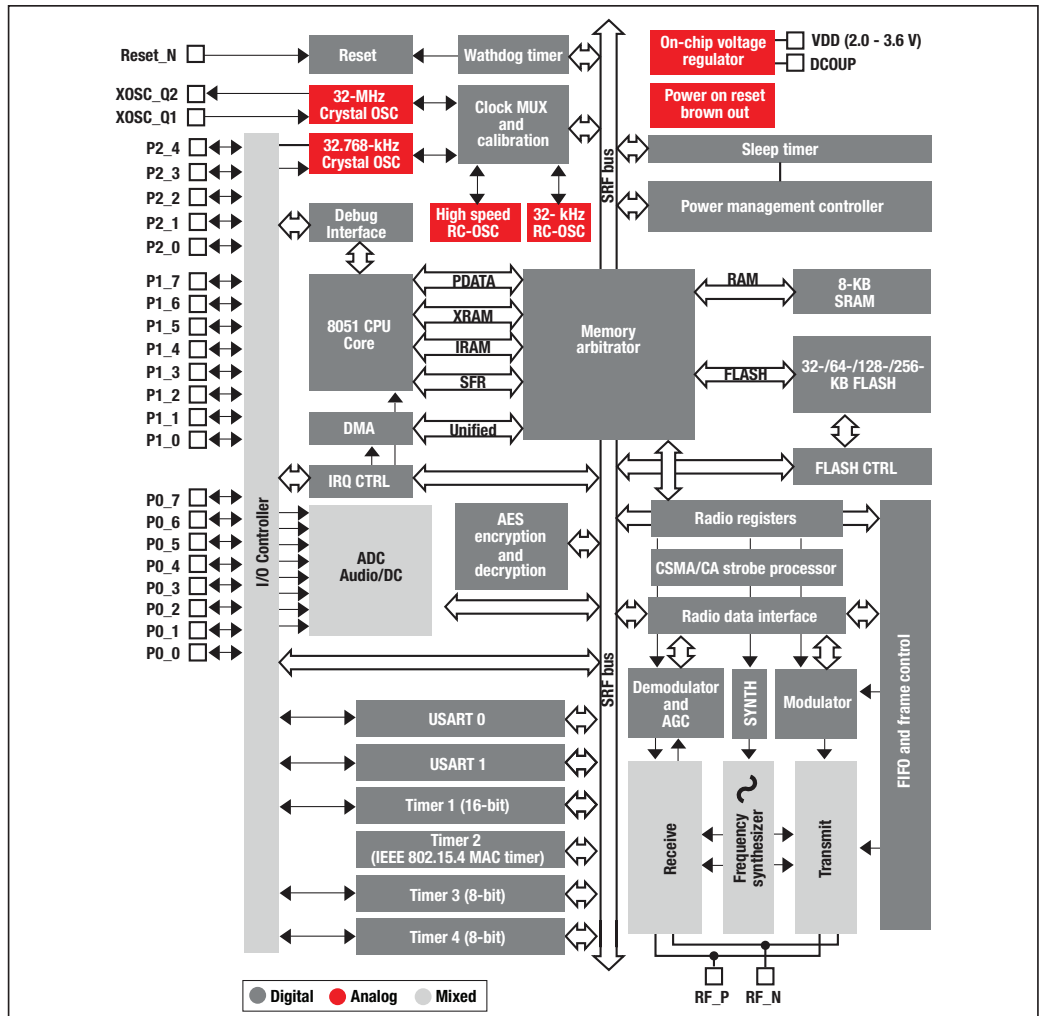 Reset_N
Reset
Wathdog timer
On-chip voltage
regulator
VDD (2.0 - 3.6 V)
DCOUP
XOSC_Q2
XOSC_Q1
32-MHz
Crystal OSC
Clock MUX
and
calibration
Power on reset
brown out
P2_4
P2_3
P2_2
P2_1
P2_0
32.768-kHz
Crystal OSC
SRF bus
Sleep timer
Power management controller
High speed
RC-OSC
32- kHz
RC-OSC
Debug
Interface
P1_7
P1_6
P1_5
P1_4
P1_3
P1_2
P1_1
P1_0
8051 CPU
Core
PDATA
XRAM
IRAM
SFR
Memory
arbitrator
RAM
8-KB
SRAM
FLASH
32-/64-/128-/256-
KB FLASH
DMA
Unified
IRQ CTRL
FLASH CTRL
P0_7
P0_6
P0_5
P0_4
P0_3
P0_2
P0_1
P0_0
I/O Controller
ADC
Audio/DC
AES
encryption
and
decryption
Radio registers
CSMA/CA strobe processor
Radio data interface
SRF bus
Demodulator
and
AGC
SYNTH
Modulator
FIFO and frame control
USART 0
USART 1
Timer 1 (16-bit)
Timer 2
(IEEE 802.15.4 MAC timer)
Timer 3 (8-bit)
Timer 4 (8-bit)
Receive
Frequency
synthesizer
Transmit
RF_P
RF_N
Digital
Analog
Mixed